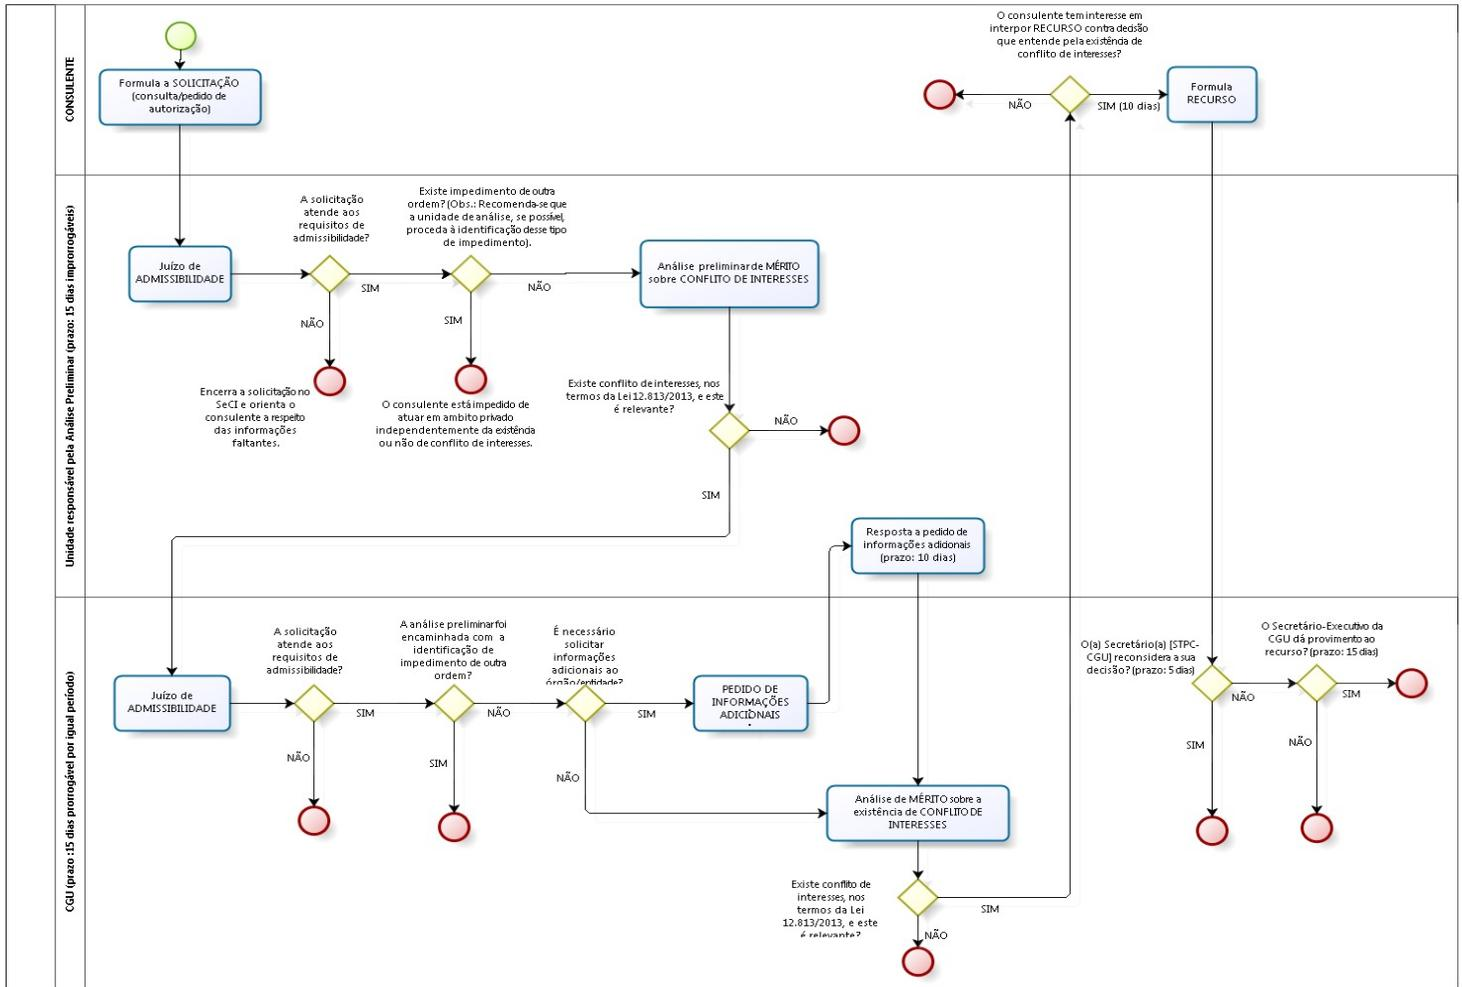 CONSULENTE
Formula a SOLICITAÇÃO
(consulta/pedido de
autorização)
O consulente tem interesse em
interpor RECURSO contra decisão
que entende pela existência de
conflito de interesses?
NÃO
SIM (10 dias)
Formula
RECURSO
Unidade responsável pela Análise Preliminar (prazo: 15 dias improrrogáveis)
Juízo de
ADMISSIBILIDADE
A solicitação
atende aos
requisitos de
admissibilidade?
SIM
NÃO
Encerra a solicitação no
SeCI e orienta o
consulente a respeito
das informações
faltantes.
Existe impedimento de outra
ordem? (Obs.: Recomenda-se que
a unidade de análise, se possível,
proceda à identificação desse tipo
de impedimento).
NÃO
SIM
O consulente está impedido de
atuar em ambito privado
independentemente da existência
ou não de conflito de interesses.
Análise preliminar de MÉRITO
sobre CONFLITO DE INTERESSES
Existe conflito de interesses, nos
termos da Lei 12.813/2013, e este
é relevante?
NÃO
SIM
Resposta a pedido de
informações adicionais
(prazo: 10 dias)
CGU (prazo :15 dias prorrogável por igual período)
Juízo de
ADMISSIBILIDADE
A solicitação
atende aos
requisitos de
admissibilidade?
SIM
NÃO
A análise preliminar foi
encaminhada com a
identificação de
impedimento de outra
ordem?
NÃO
SIM
É necessário
solicitar
informações
adicionais ao
órgão/entidade?
SIM
NÃO
PEDIDO DE
INFORMAÇÕES
ADICIONAIS
.
Análise de MÉRITO sobre a
existência de CONFLITO DE
INTERESSES
Existe conflito de
interesses, nos
termos da Lei
12.813/2013, e este
é relevante?
SIM
NÃO
O(a) Secretário(a) [STPC-
CGU] reconsidera a sua
decisão? (prazo: 5 dias)
NÃO
SIM
O Secretário-Executivo da
CGU dá provimento ao
recurso? (prazo: 15 dias)
SIM
NÃO